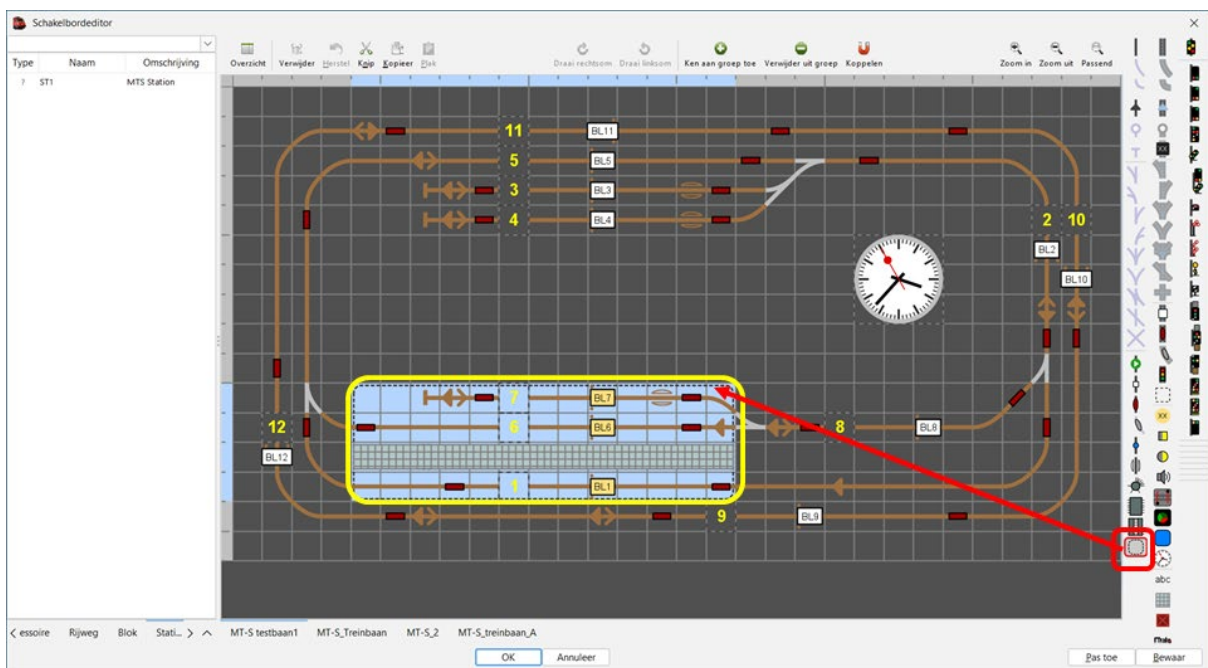 Schakelbordeditor
Overzicht Verwijder Herstel Knip Kopieer Plak Draai rechtsom Draai linksom Ken aan groep toe Verwijder uit groep Koppelen Zoom in Zoom uit Passend
Type Naam Omschrijving
? ST1 MTS Station
11 BL11
5 BL5
3 BL3
4 BL4
2 10
BL2
BL10
7 BL7
6 BL6
12 8 BL8
BL12
1 BL1
9 BL9
XX
XX
abc
< essoire Rijweg Blok Stati... > MT-S testbaan1 MT-S_Treinbaan MT-S_2 MT-S_treinbaan_A
OK Annuleer Pas toe Bewaar